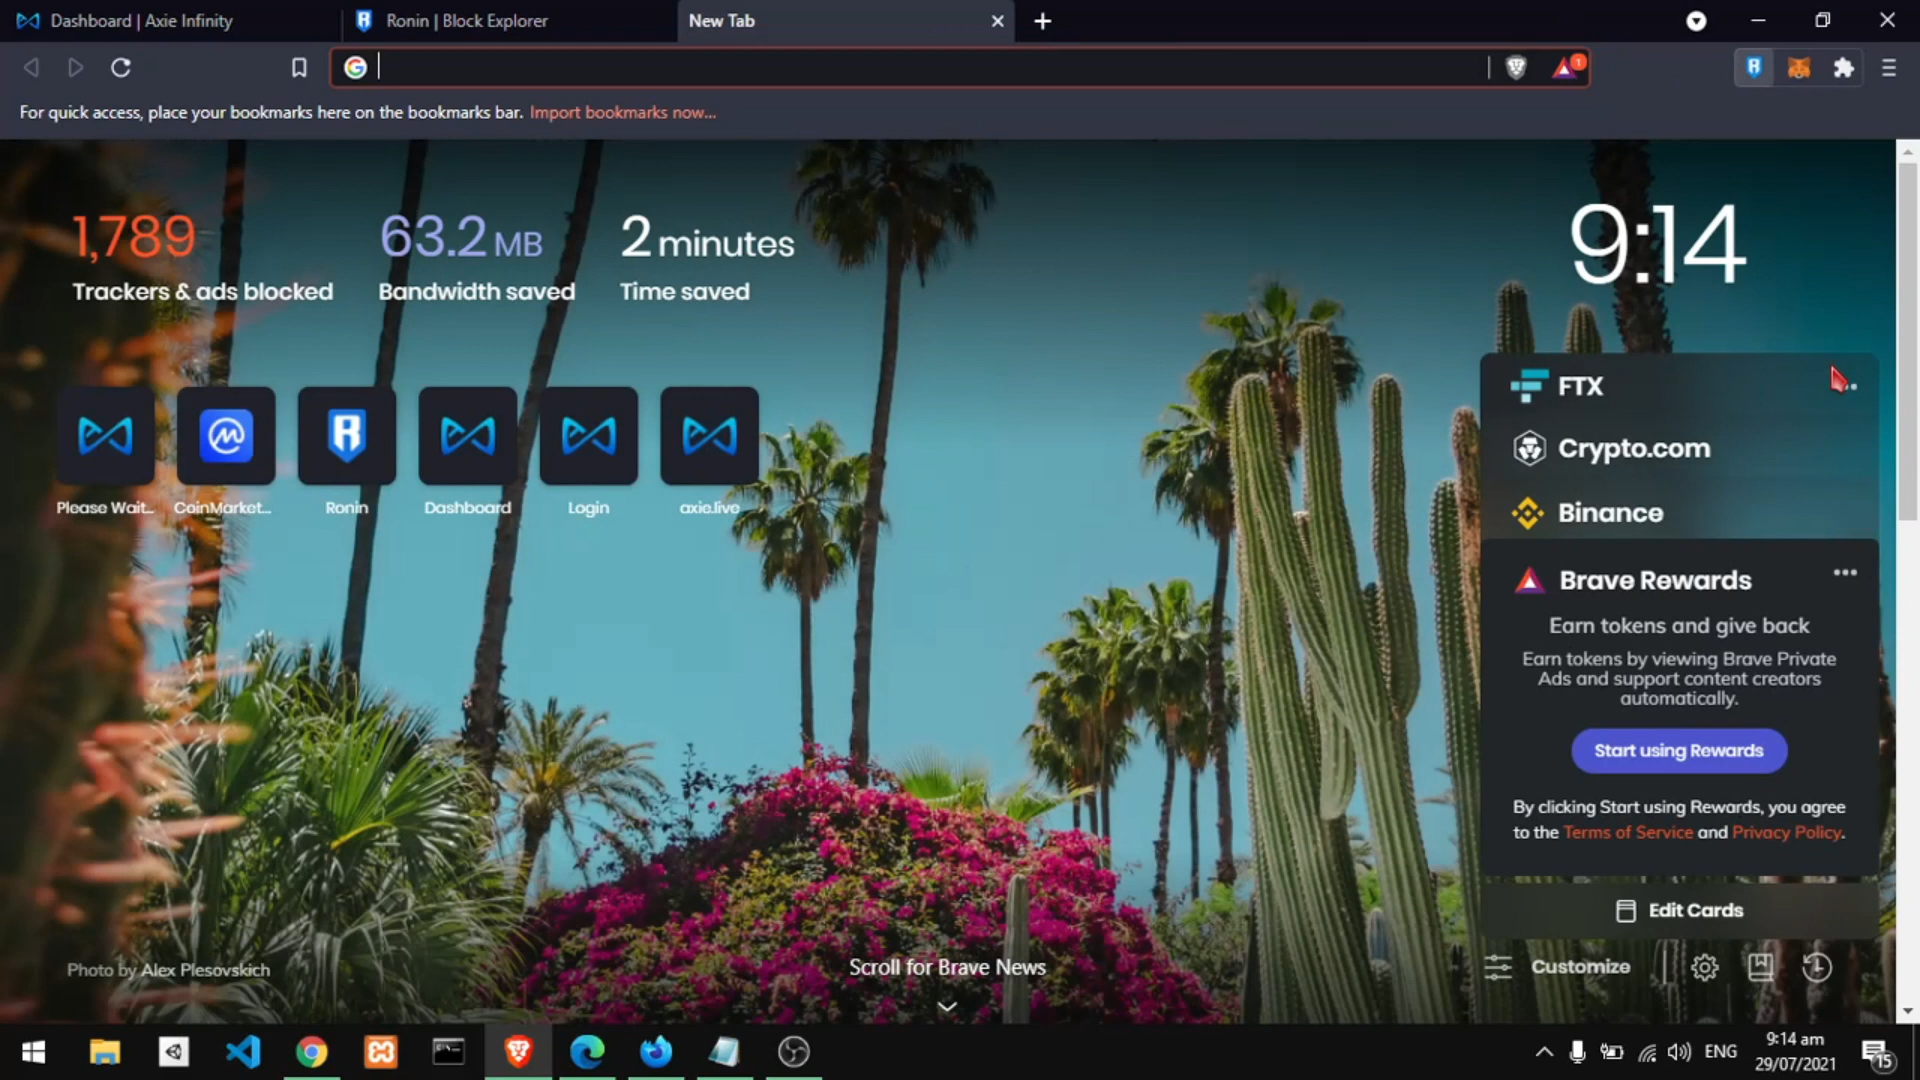 Dashboard | Axie Infinity
Ronin | Block Explorer
New Tab
1
For quick access, place your bookmarks here on the bookmarks bar. Import bookmarks now...
1,789
Trackers & ads blocked
63.2 MB
Bandwidth saved
2 minutes
Time saved
9:14
Please Wait...
CoinMarket...
Ronin
Dashboard
Login
axie.live
FTX
Crypto.com
Binance
Brave Rewards
Earn tokens and give back
Earn tokens by viewing Brave Private
Ads and support content creators
automatically.
Start using Rewards
By clicking Start using Rewards, you agree
to the Terms of Service and Privacy Policy.
Edit Cards
Photo by Alex Plesovskich
Scroll for Brave News
Customize
ENG
9:14 am
29/07/2021
15